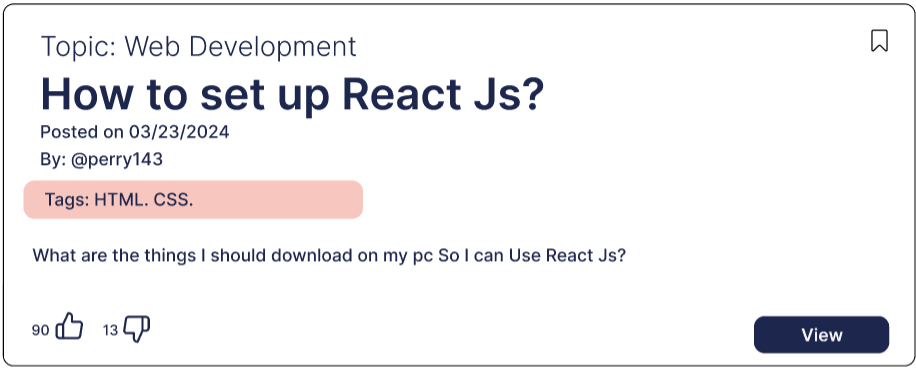 Topic: Web Development
How to set up React Js?
Posted on 03/23/2024
By: @perry143
Tags: HTML. CSS.
What are the things I should download on my pc So I can Use React Js?
90 13
View